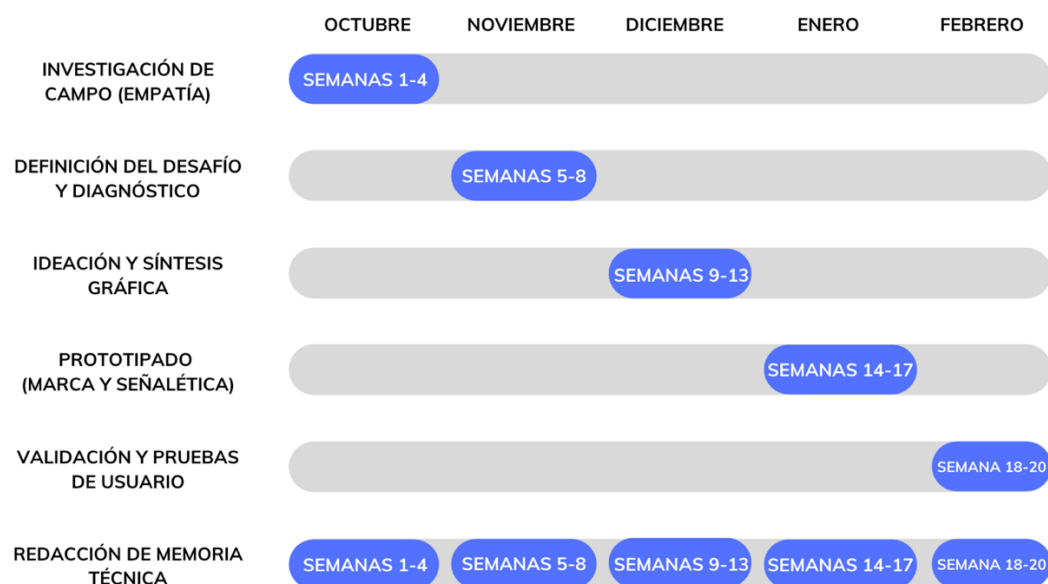 OCTUBRE NOVIEMBRE DICIEMBRE ENERO FEBRERO
INVESTIGACIÓN DE
CAMPO (EMPATÍA)
SEMANAS 1-4
DEFINICIÓN DEL DESAFÍO
Y DIAGNÓSTICO
SEMANAS 5-8
IDEACIÓN Y SÍNTESIS
GRÁFICA
SEMANAS 9-13
PROTOTIPADO
(MARCA Y SEÑALÉTICA)
SEMANAS 14-17
VALIDACIÓN Y PRUEBAS
DE USUARIO
SEMANA 18-20
REDACCIÓN DE MEMORIA
TÉCNICA
SEMANAS 1-4 SEMANAS 5-8 SEMANAS 9-13 SEMANAS 14-17 SEMANA 18-20